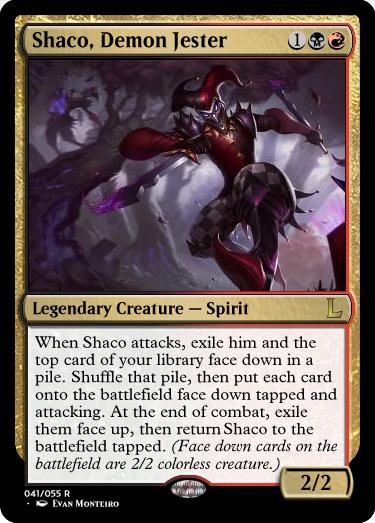 Shaco, Demon Jester 1
Legendary Creature — Spirit L
When Shaco attacks, exile him and the
top card of your library face down in a
pile. Shuffle that pile, then put each card
onto the battlefield face down tapped and
attacking. At the end of combat, exile
them face up, then return Shaco to the
battlefield tapped. (Face down cards on the
battlefield are 2/2 colorless creature.)
2/2
041/055 R
· Evan Monteiro